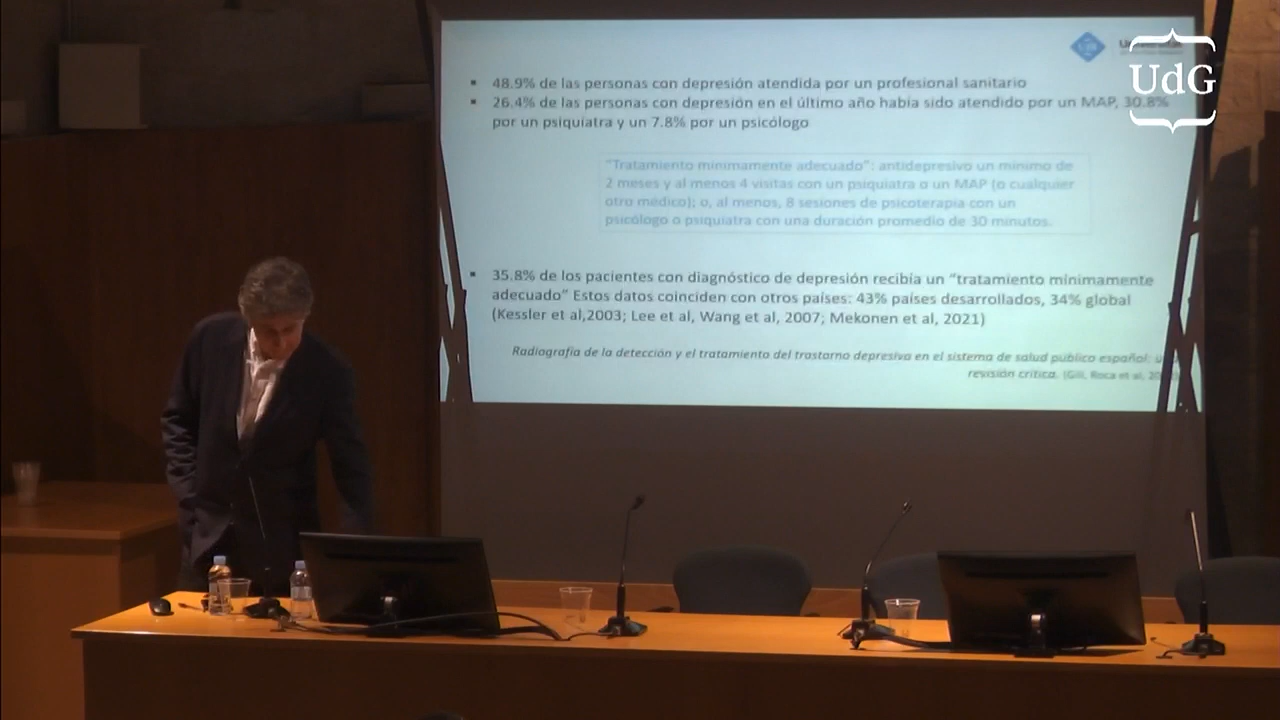 UdG
48.9% de las personas con depresión atendida por un profesional sanitario
26.4% de las personas con depresión en el último año había sido atendido por un MAP, 30.8%
por un psiquiatra y un 7.8% por un psicólogo
"Tratamiento mínimamente adecuado": antidepresivo un mínimo de
2 meses y al menos 4 visitas con un psiquiatra o un MAP (o cualquier
otro médico); o, al menos, 8 sesiones de psicoterapia con un
psicólogo o psiquiatra con una duración promedio de 30 minutos.
35.8% de los pacientes con diagnóstico de depresión recibía un "tratamiento mínimamente
adecuado" Estos datos coinciden con otros países: 43% países desarrollados, 34% global
(Kessler et al,2003; Lee et al, Wang et al, 2007; Mekonen et al, 2021)
Radiografía de la detección y el tratamiento del trastorno depresivo en el sistema de salud público español:
revisión crítica. (Gili, Roca et al,